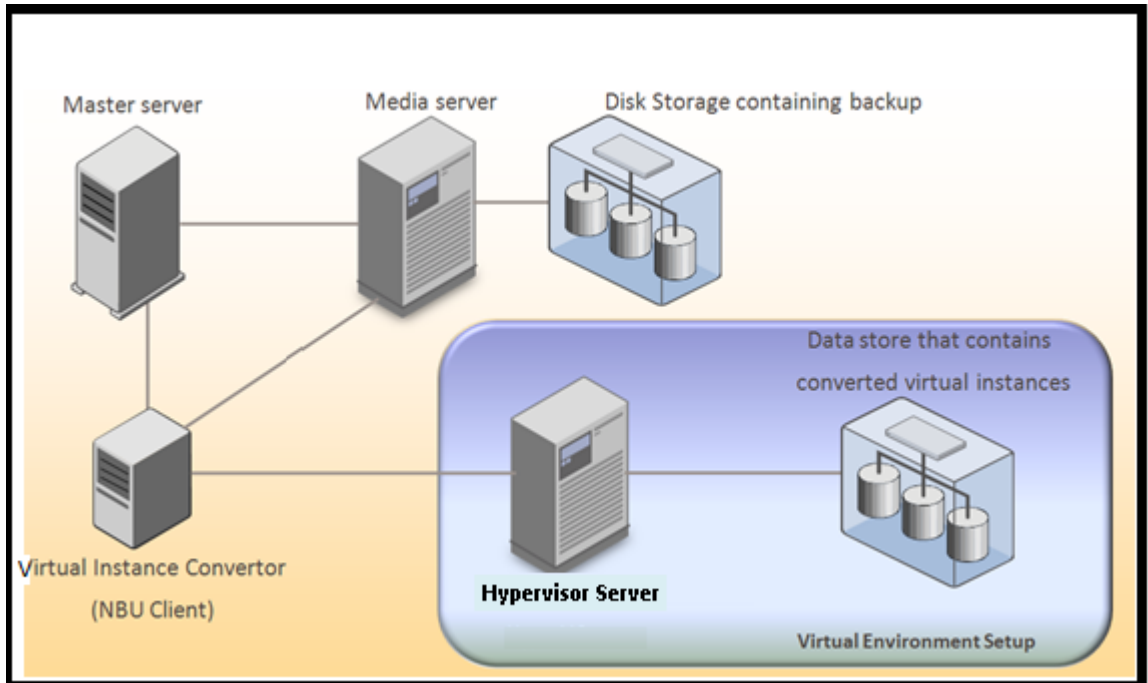 Master server
Media server
Disk Storage containing backup
Data store that contains
converted virtual instances
Virtual Instance Convertor
(NBU Client)
Hypervisor Server
Virtual Environment Setup